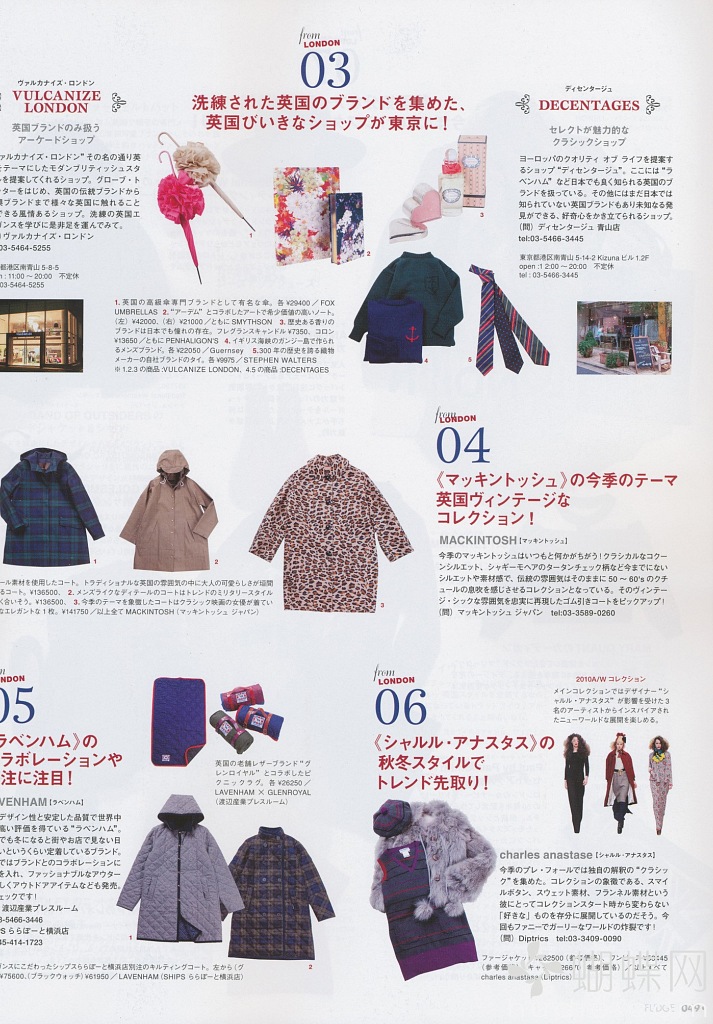 from
LONDON
03
洗練された英国のブランドを集めた、
英国びいきなショップが東京に！
ヴァルカナイズ・ロンドン
VULCANIZE
LONDON
英国ブランドのみ扱う
アーケードショップ
ァルカナイズ・ロンドン"その名の通り英
をテーマにしたモダンブリティッシュスタ
ルを提案してくれるショップ。グローブ・ト
ターをはじめ、英国の伝統ブランドから
ブランドまで様々な英国に触れること
できる風情あるショップ。洗練の英国エ
ガンスを学びに是非足を運んでみて。
ヴァルカナイズ・ロンドン
03-5464-5255
京都港区南青山 5-8-5
: 11:00 〜 20:00　不定休
03-5464-5255
ディセンタージュ
DECENTAGES
セレクトが魅力的な
クラシックショップ
ヨーロッパのクオリティ オブ ライフを提案す
るショップ"ディセンタージュ"。ここには"ラ
ベンハム"など日本でも良く知られる英国のブ
ランドを扱っている。その他にはまだ日本では
知られていない英国ブランドもあり未知なる発
見ができる、好奇心をかき立てられるショップ。
(問) ディセンタージュ 青山店
tel:03-5466-3445
東京都港区南青山 5-14-2 Kizuna ビル 1.2F
open :1 2:00 〜 20:00　不定休
tel : 03-5466-3445
1
2
3
4
5
1.英国の高級傘専門ブランドとして有名な傘。各¥29400／FOX
UMBRELLAS 2."アーデム" とコラボしたアートで希少価値の高いノート。
(左) ¥42000、(右) ¥21000／ともに SMYTHSON 3. 歴史ある香りの
ブランドは日本でも憧れの存在。フレグランスキャンドル ¥7350、コロン
¥13650／ともに PENHALIGON'S 4. イギリス海峡のガンジー島で作られ
るメンズブランド。各¥22050／Guernsey 5.300 年の歴史を誇る織物
メーカーの自社ブランドのタイ。各¥9975／STEPHEN WALTERS
※ 1.2.3 の商品 :VULCANIZE LONDON、4.5 の商品 :DECENTAGES
from
LONDON
04
《マッキントッシュ》の今季のテーマ
英国ヴィンテージな
コレクション！
MACKINTOSH【マッキントッシュ】
今季のマッキントッシュはいつもと何かがちがう！クラシカルなコクー
ンシルエット、シャギーモヘアのタータンチェック柄など今までにない
シルエットや素材感で、伝統の雰囲気はそのままに 50 〜 60's のクチ
ュールの息吹を感じさせるコレクションとなっている。そのヴィンテー
ジ・シックな雰囲気を忠実に再現したゴム引きコートをピックアップ！
(問) マッキントッシュ ジャパン　tel:03-3589-0260
1
2
3
ール素材を使用したコート。トラディショナルな英国の雰囲気の中に大人の可愛らしさが垣間
るコート。¥136500、2. メンズライクなディテールのコートはトレンドのミリタリースタイル
く合いそう。¥136500、3.今季のテーマを象徴したコートはクラシック映画の女優が着てい
なエレガントな 1 枚。¥141750／以上全て MACKINTOSH (マッキントッシュ ジャパン)
from
LONDON
05
ラベンハム》の
ラボレーションや
注に注目！
VENHAM【ラベンハム】
デザイン性と安定した品質で世界中
高い評価を得ている"ラベンハム"。
でも冬になると街やお店で見ない日
いというくらい定着しているブランド。
ではブランドとのコラボレーションに
を入れ、ファッショナブルなアウター
しくアウトドアアイテムなども発売。
ェックです！
渡辺産業プレスルーム
3-5466-3446
PS ららぽーと横浜店
45-414-1723
英国の老舗レザーブランド"グ
レンロイヤル" とコラボしたピ
クニックラグ。各 ¥26250／
LAVENHAM × GLENROYAL
(渡辺産業プレスルーム)
1
2
ガンスにこだわったシップスららぽーと横浜店別注のキルティングコート。左から(グ
¥75600、(ブラックウォッチ) ¥61950／LAVENHAM (SHIPS ららぽーと横浜店)
from
LONDON
06
《シャルル・アナスタス》の
秋冬スタイルで
トレンド先取り！
2010A/W コレクション
メインコレクションではデザイナー"シ
ャルル・アナスタス" が影響を受けた 3
名のアーティストからインスパイアされ
たニューワールドな展開を楽しめる。
charles anastase【シャルル・アナスタス】
今季のプレ・フォールでは独自の解釈の"クラシッ
ク"を集めた。コレクションの象徴である、スマイ
ルボタン、スウェット素材、フランネル素材という
彼にとってコレクションスタート時から変わらない
「好きな」ものを存分に展開しているのだそう。今
回もファニーでガーリーなワールドの炸裂です！
(問) Diptrics　tel:03-3409-0090
charles anastase (Diptrics)
蝴蝶网
FUDGE 049